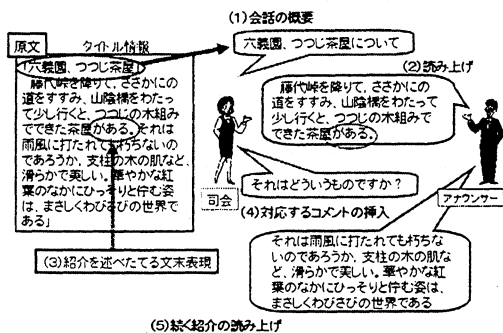 (1)会話の概要
原文
タイトル情報
「六義園、つつじ茶屋」
藤代峠を降りて、ささかにの
道をすすみ、山陰橋をわたっ
て少し行くと、つつじの木組み
でできた茶屋がある。それは
雨風に打たれても朽ちないの
であろうか、支柱の木の肌など、
滑らかで美しい。華やかな紅
葉のなかにひっそりと佇む姿
は、まさしくわびさびの世界で
ある」
(3)紹介を述べたてる文末表現
六義園、つつじ茶屋について
(2)読み上げ
藤代峠を降りて、ささかにの
道をすすみ、山陰橋をわたって
少し行くと、つつじの木組みで
できた茶屋がある。
司会
それはどういうものですか？
アナウンサー
(4)対応するコメントの挿入
それは雨風に打たれても朽ちな
いのであろうか、支柱の木の肌な
ど、滑らかで美しい。華やかな紅
葉のなかにひっそりと佇む姿は、
まさしくわびさびの世界である
(5)続く紹介の読み上げ